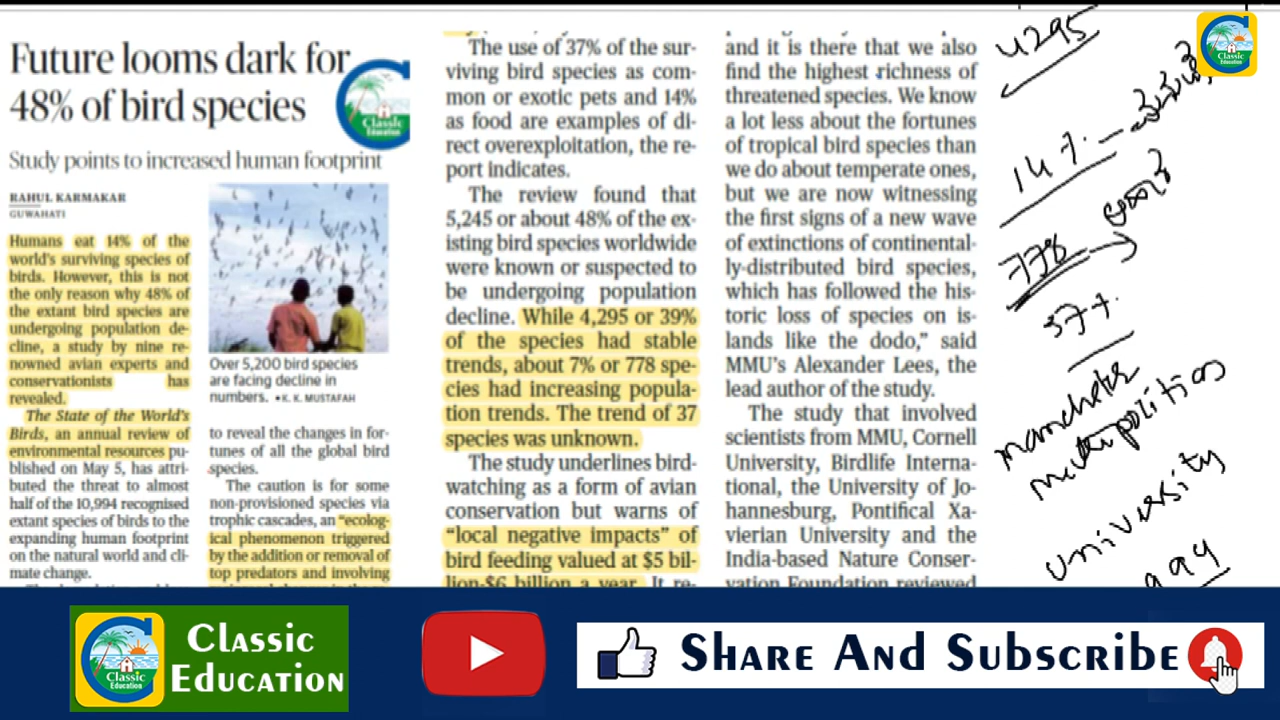 Future looms dark for
48% of bird species
Study points to increased human footprint
RAHUL KARMAKAR
GUWAHATI
Humans eat 14% of the
world's surviving species of
birds. However, this is not
the only reason why 48% of
the extant bird species are
undergoing population de-
cline, a study by nine re-
nowned avian experts and
conservationists has
revealed.
The State of the World's
Birds, an annual review of
environmental resources pu-
blished on May 5, has attri-
buted the threat to almost
half of the 10,994 recognised
extant species of birds to the
expanding human footprint
on the natural world and cli-
mate change.
Classic
Education
Over 5,200 bird species
are facing decline in
numbers. •K. K. MUSTAFAH
to reveal the changes in for-
tunes of all the global bird
species.
The caution is for some
non-provisioned species via
trophic cascades, an “ecolog-
ical phenomenon triggered
by the addition or removal of
top predators and involving
The use of 37% of the sur-
viving bird species as com-
mon or exotic pets and 14%
as food are examples of di-
rect overexploitation, the re-
port indicates.
The review found that
5,245 or about 48% of the ex-
isting bird species worldwide
were known or suspected to
be undergoing population
decline. While 4,295 or 39%
of the species had stable
trends, about 7% or 778 spe-
cies had increasing popula-
tion trends. The trend of 37
species was unknown.
The study underlines bird-
watching as a form of avian
conservation but warns of
“local negative impacts” of
bird feeding valued at $5 bil-
lion-$6 billion a year. It re-
and it is there that we also
find the highest richness of
threatened species. We know
a lot less about the fortunes
of tropical bird species than
we do about temperate ones,
but we are now witnessing
the first signs of a new wave
of extinctions of continental-
ly-distributed bird species,
which has followed the his-
toric loss of species on is-
lands like the dodo,” said
MMU's Alexander Lees, the
lead author of the study.
The study that involved
scientists from MMU, Cornell
University, Birdlife Interna-
tional, the University of Jo-
hannesburg, Pontifical Xa-
vierian University and the
India-based Nature Conser-
vation Foundation reviewed
4295
Classic
Education
14%.
778
37%.
University
994
Classic
Education
Classic
Education
Share And Subscribe